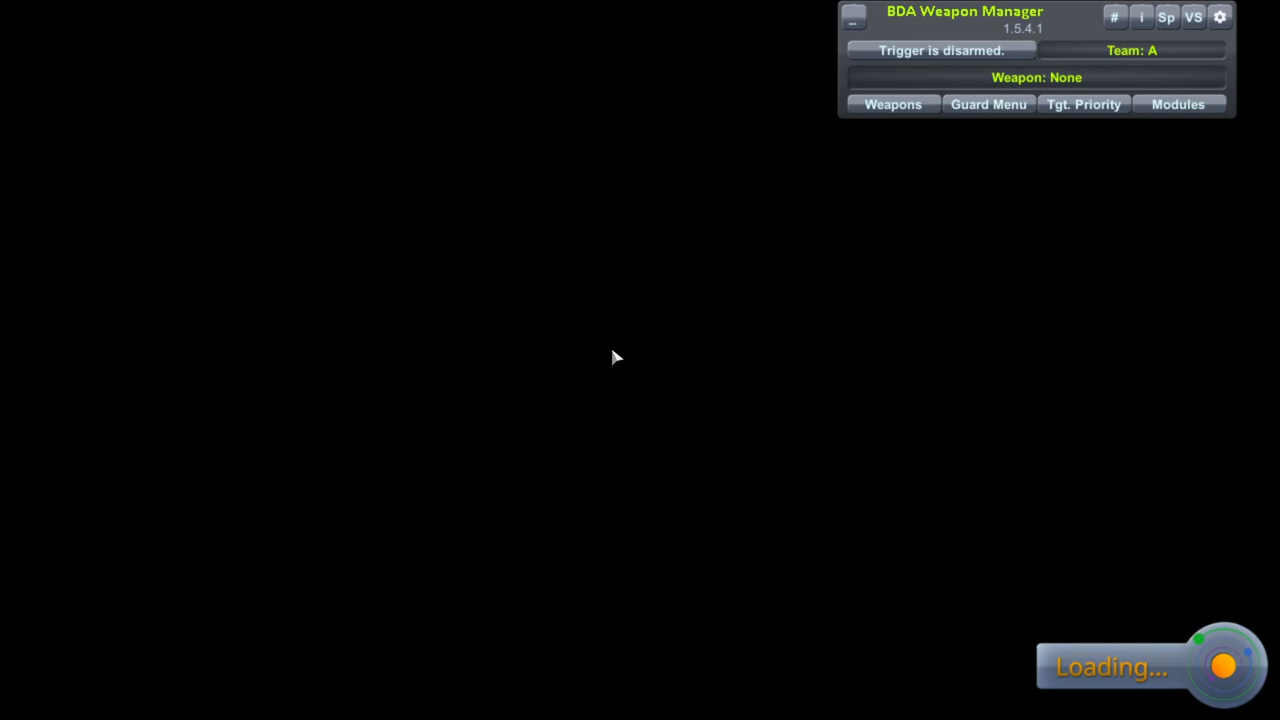 BDA Weapon Manager
1.5.4.1
_ # i Sp VS
Trigger is disarmed. Team: A
Weapon: None
Weapons Guard Menu Tgt. Priority Modules
Loading...